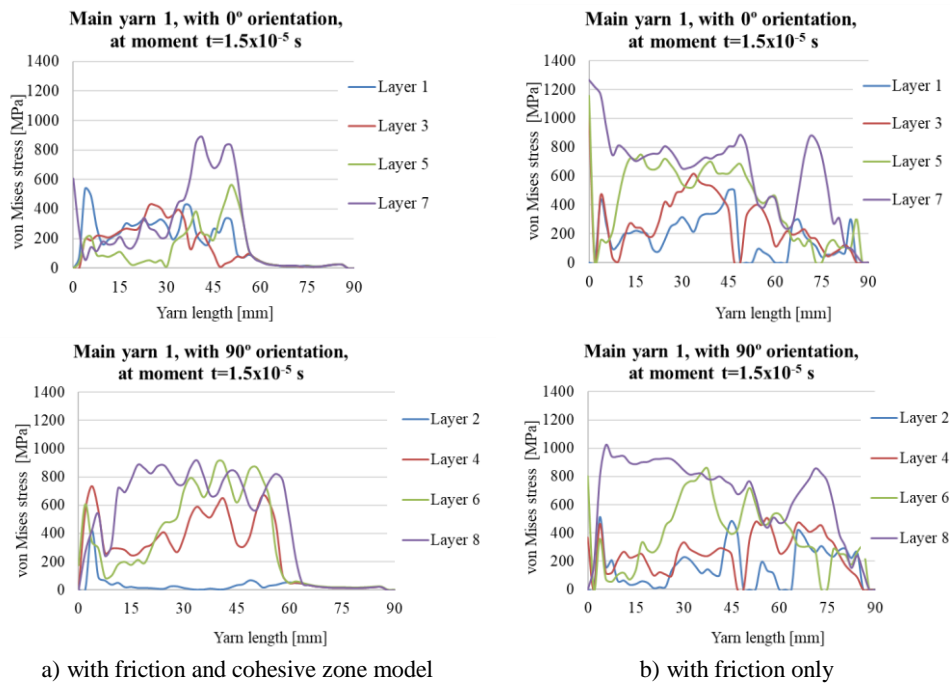 Main yarn 1, with 0º orientation,
at moment t=1.5x10⁻⁵ s
von Mises stress [MPa]
1400
1200
1000
800
600
400
200
0
0 15 30 45 60 75 90
Yarn length [mm]
Layer 1
Layer 3
Layer 5
Layer 7
Main yarn 1, with 0º orientation,
at moment t=1.5x10⁻⁵ s
von Mises stress [MPa]
1400
1200
1000
800
600
400
200
0
0 15 30 45 60 75 90
Yarn length [mm]
Layer 1
Layer 3
Layer 5
Layer 7
Main yarn 1, with 90º orientation,
at moment t=1.5x10⁻⁵ s
von Mises stress [MPa]
1400
1200
1000
800
600
400
200
0
0 15 30 45 60 75 90
Yarn length [mm]
Layer 2
Layer 4
Layer 6
Layer 8
Main yarn 1, with 90º orientation,
at moment t=1.5x10⁻⁵ s
von Mises stress [MPa]
1400
1200
1000
800
600
400
200
0
0 15 30 45 60 75 90
Yarn length [mm]
Layer 2
Layer 4
Layer 6
Layer 8
a) with friction and cohesive zone model
b) with friction only